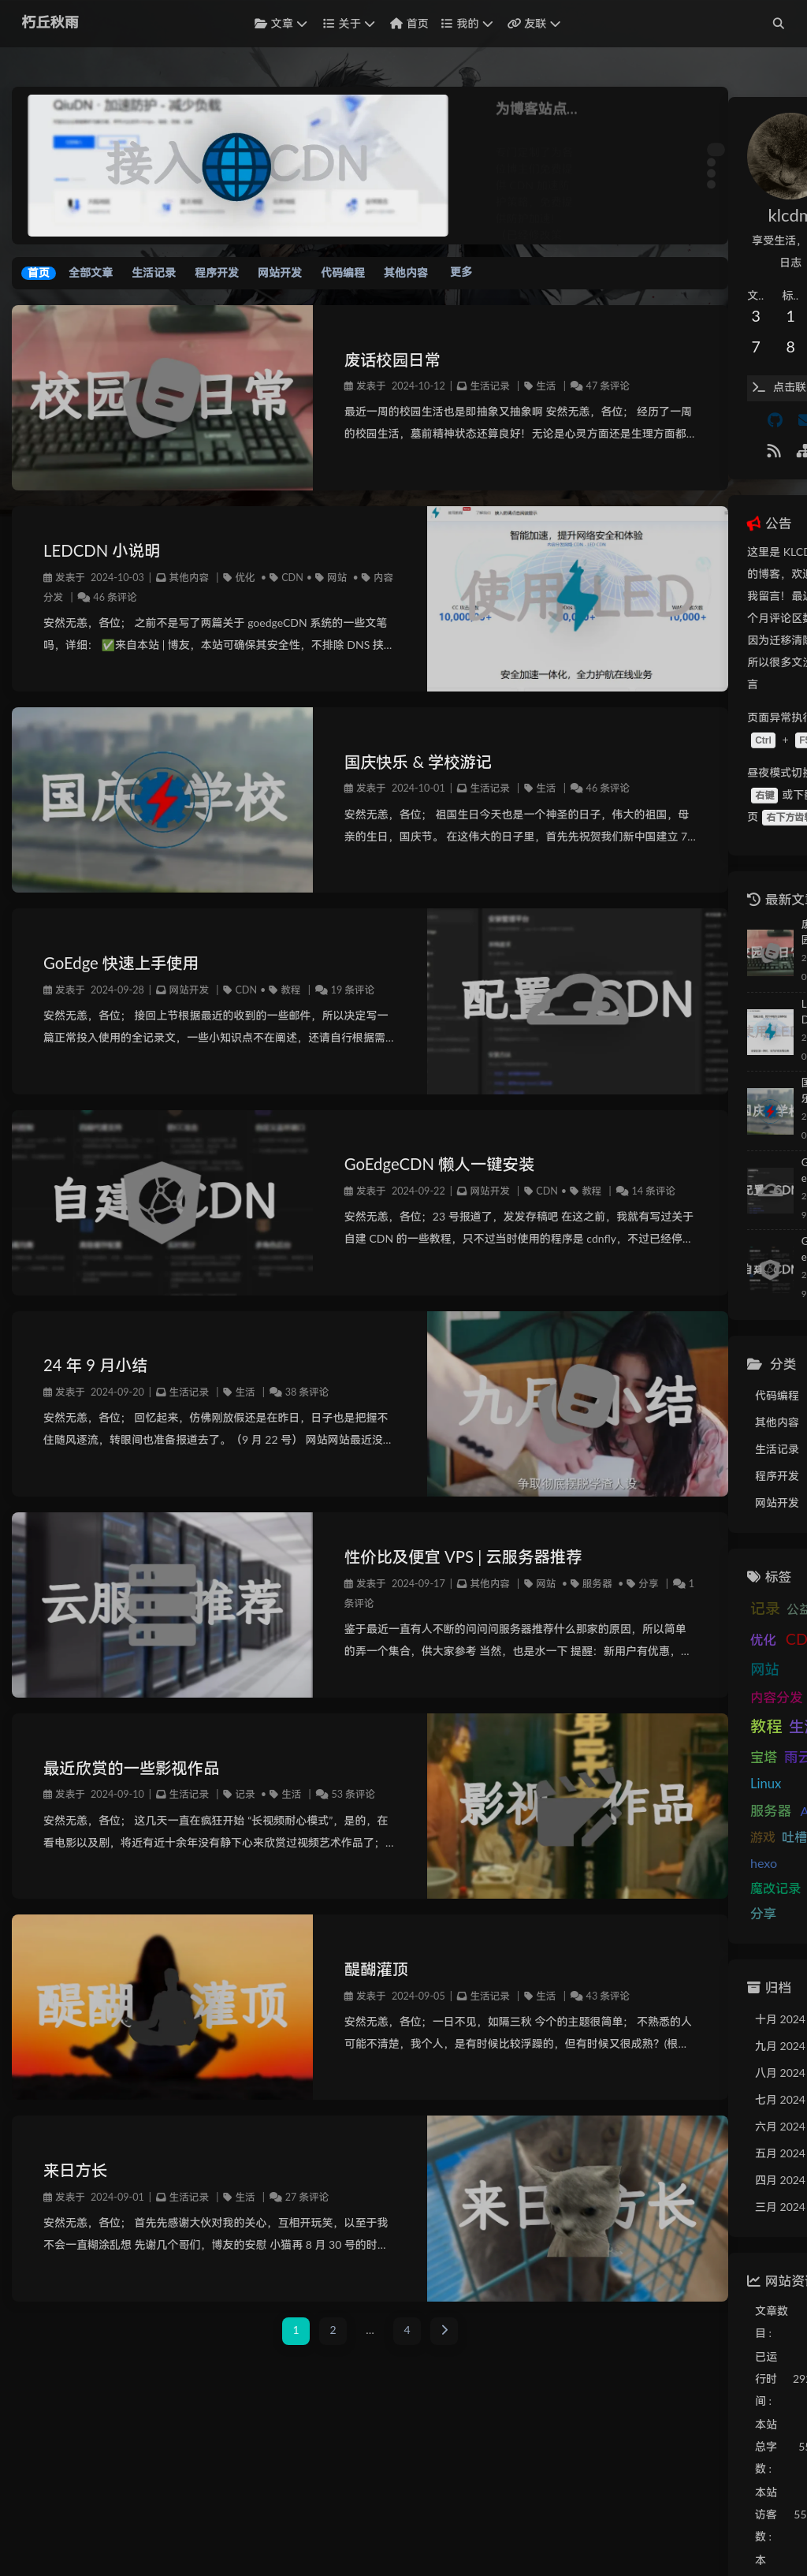 朽丘秋雨
文章 关于 首页 我的 友联
QiuDN · 加速防护 - 减少负载
接入 CDN
为博客站点...
首页 全部文章 生活记录 程序开发 网站开发 代码编程 其他内容 更多
校园日常
废话校园日常
发表于 2024-10-12 | 生活记录 | 生活 | 47 条评论
最近一周的校园生活也是即抽象又抽象啊 安然无恙，各位； 经历了一周
的校园生活，墓前精神状态还算良好！无论是心灵方面还是生理方面都...
LEDCDN 小说明
发表于 2024-10-03 | 其他内容 | 优化 • CDN • 网站 • 内容
分发 | 46 条评论
安然无恙，各位； 之前不是写了两篇关于 goedgeCDN 系统的一些文笔
吗，详细： ✅来自本站 | 博友，本站可确保其安全性，不排除 DNS 挟...
智能加速，提升网络安全和体验
使用 LED
安全加速一体化，全力护航在线业务
国庆 学校
国庆快乐 & 学校游记
发表于 2024-10-01 | 生活记录 | 生活 | 46 条评论
安然无恙，各位； 祖国生日今天也是一个神圣的日子，伟大的祖国，母
亲的生日，国庆节。 在这伟大的日子里，首先先祝贺我们新中国建立 7...
GoEdge 快速上手使用
发表于 2024-09-28 | 网站开发 | CDN • 教程 | 19 条评论
安然无恙，各位； 接回上节根据最近的收到的一些邮件，所以决定写一
篇正常投入使用的全记录文，一些小知识点不在阐述，还请自行根据需...
配置 CDN
自建 CDN
GoEdgeCDN 懒人一键安装
发表于 2024-09-22 | 网站开发 | CDN • 教程 | 14 条评论
安然无恙，各位；23 号报道了，发发存稿吧 在这之前，我就有写过关于
自建 CDN 的一些教程，只不过当时使用的程序是 cdnfly，不过已经停...
24 年 9 月小结
发表于 2024-09-20 | 生活记录 | 生活 | 38 条评论
安然无恙，各位； 回忆起来，仿佛刚放假还是在昨日，日子也是把握不
住随风逐流，转眼间也准备报道去了。（9 月 22 号） 网站网站最近没...
九月小结
争取彻底摆脱学渣人设
云服 推荐
性价比及便宜 VPS | 云服务器推荐
发表于 2024-09-17 | 其他内容 | 网站 • 服务器 • 分享 | 1
条评论
鉴于最近一直有人不断的问问问服务器推荐什么那家的原因，所以简单
的弄一个集合，供大家参考 当然，也是水一下 提醒：新用户有优惠，...
最近欣赏的一些影视作品
发表于 2024-09-10 | 生活记录 | 记录 • 生活 | 53 条评论
安然无恙，各位； 这几天一直在疯狂开始 “长视频耐心模式”，是的，在
看电影以及剧，将近有近十余年没有静下心来欣赏过视频艺术作品了；...
影视 作品
醍醐 灌顶
醍醐灌顶
发表于 2024-09-05 | 生活记录 | 生活 | 43 条评论
安然无恙，各位；一日不见，如隔三秋 今个的主题很简单； 不熟悉的人
可能不清楚，我个人，是有时候比较浮躁的，但有时候又很成熟？(根...
来日方长
发表于 2024-09-01 | 生活记录 | 生活 | 27 条评论
安然无恙，各位； 首先先感谢大伙对我的关心，互相开玩笑，以至于我
不会一直糊涂乱想 先谢几个哥们，博友的安慰 小猫再 8 月 30 号的时...
来日方长
1 2 ... 4
klcdn
享受生活，
日志
文.. 标..
3 1
7 8
点击联
公告
这里是 KLCD
的博客，欢迎
我留言！最近
个月评论区数
因为迁移清除
所以很多文没
言
页面异常执行
Ctrl + F5
昼夜模式切换
右键 或下翻
页 右下方齿轮
最新文章
分类
代码编程
其他内容
生活记录
程序开发
网站开发
标签
记录 公益
优化 CD
网站
内容分发
教程 生活
宝塔 雨云
Linux
服务器 A
游戏 吐槽
hexo
魔改记录
分享
归档
十月 2024
九月 2024
八月 2024
七月 2024
六月 2024
五月 2024
四月 2024
三月 2024
网站资讯
文章数
目 :
已运
行时 29
间 :
本站
总字 55
数 :
本站
访客 55
数 :
本